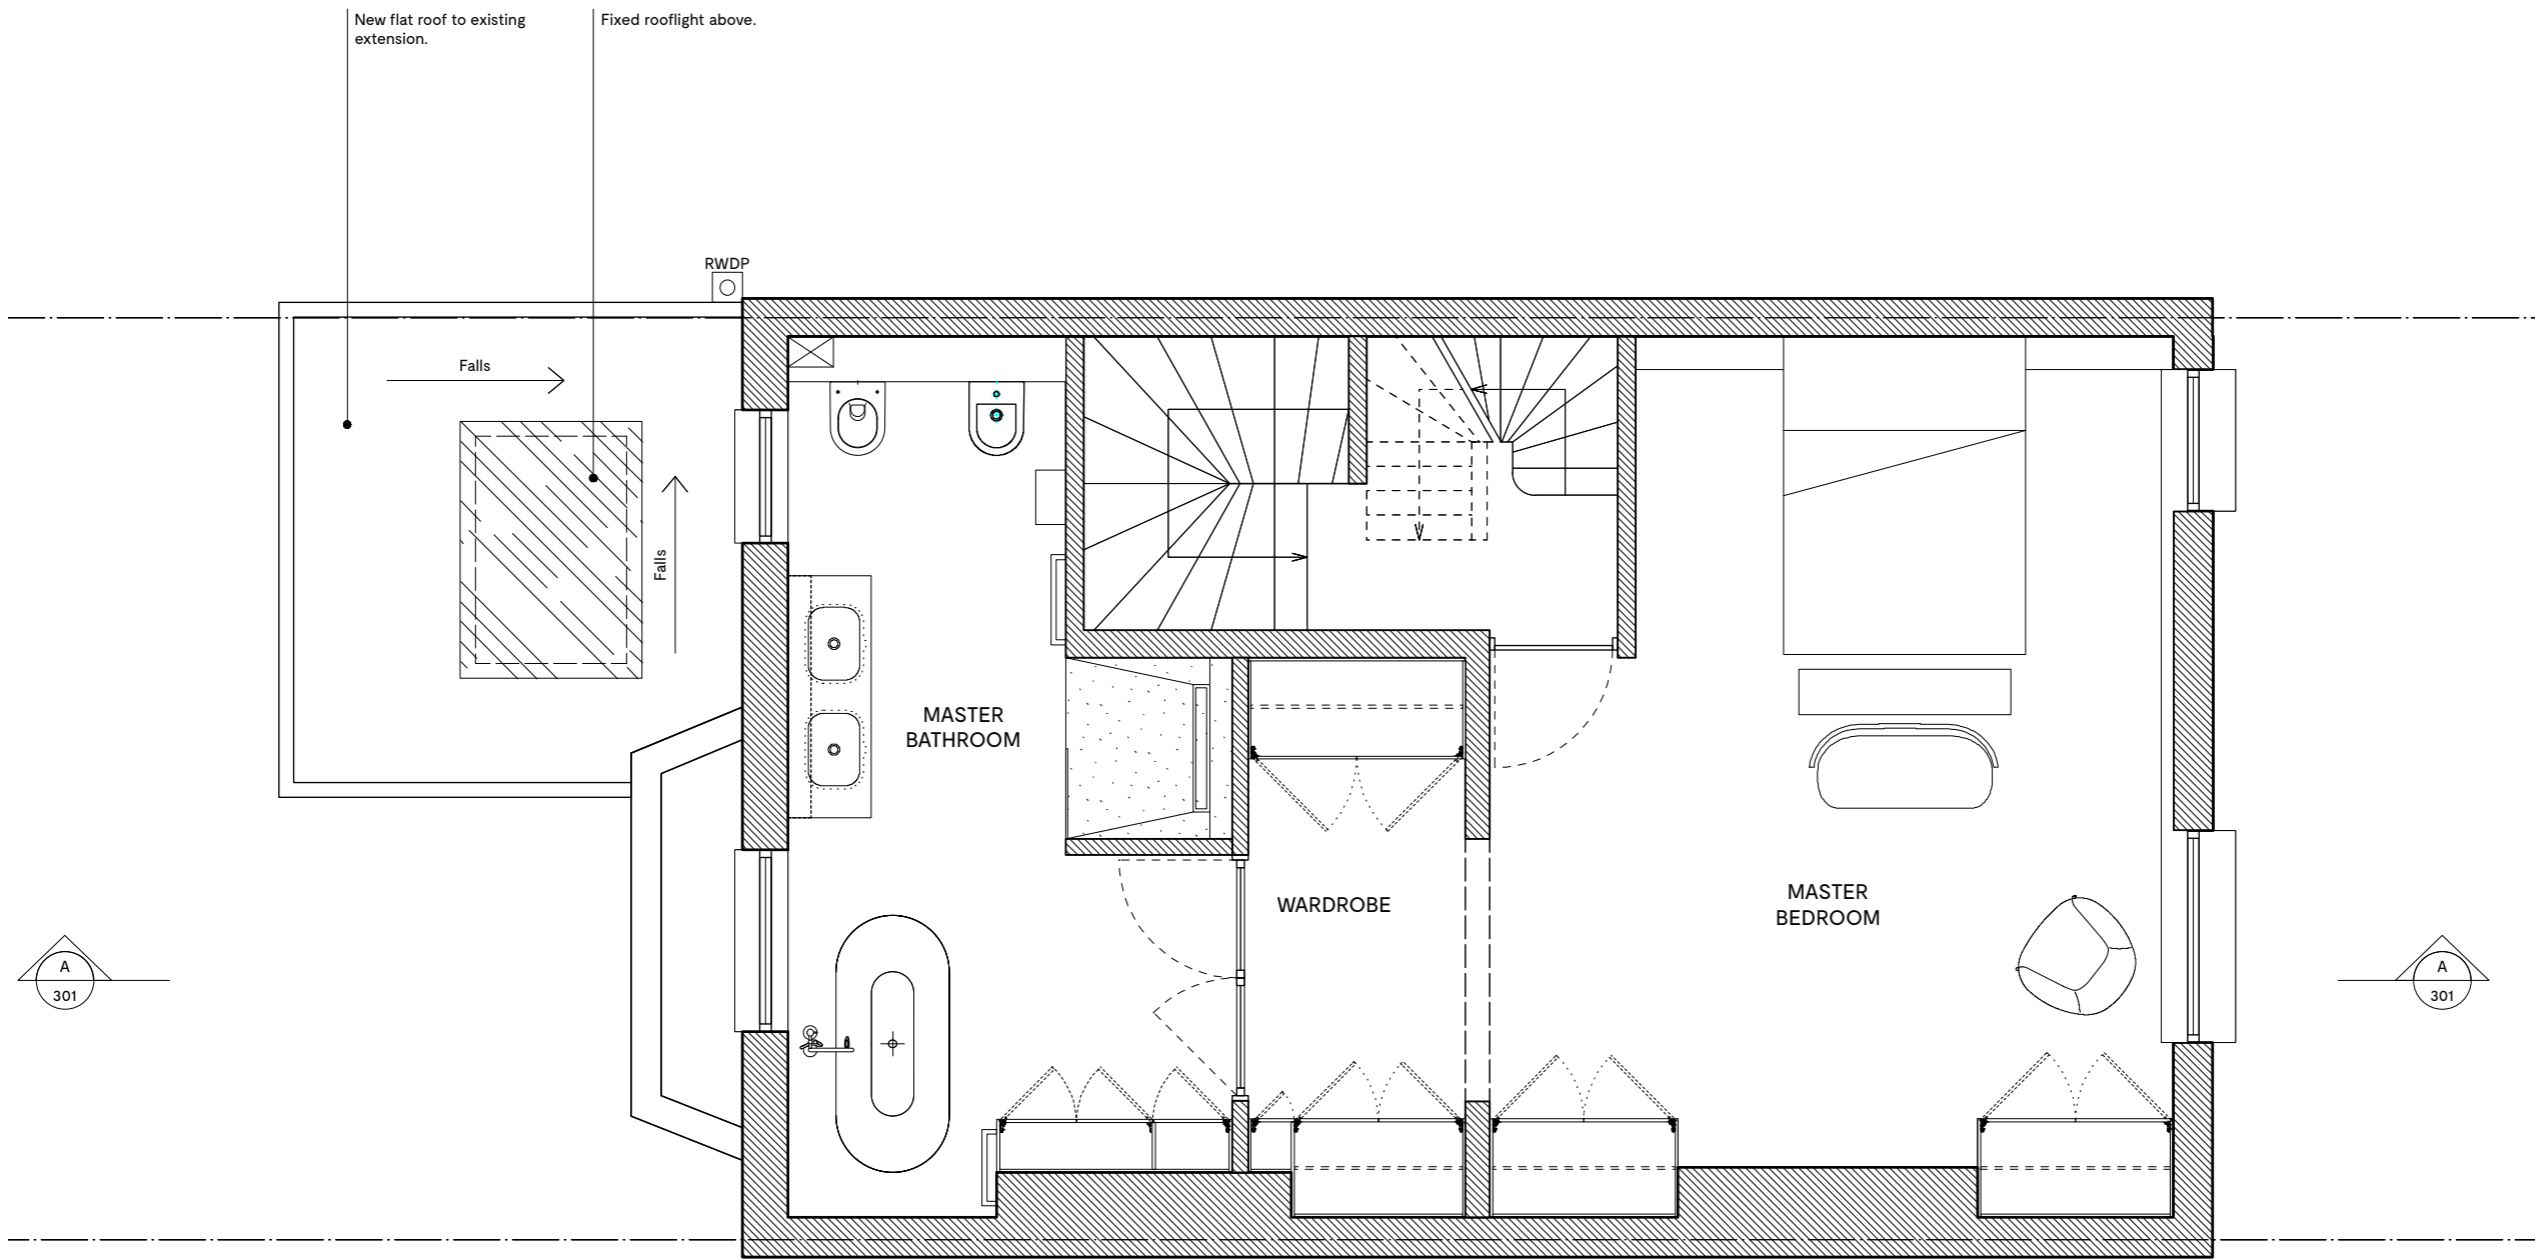 New flat roof to existing
extension.
Fixed rooflight above.
RWDP
Falls
Falls
MASTER
BATHROOM
WARDROBE
MASTER
BEDROOM
A
301
A
301